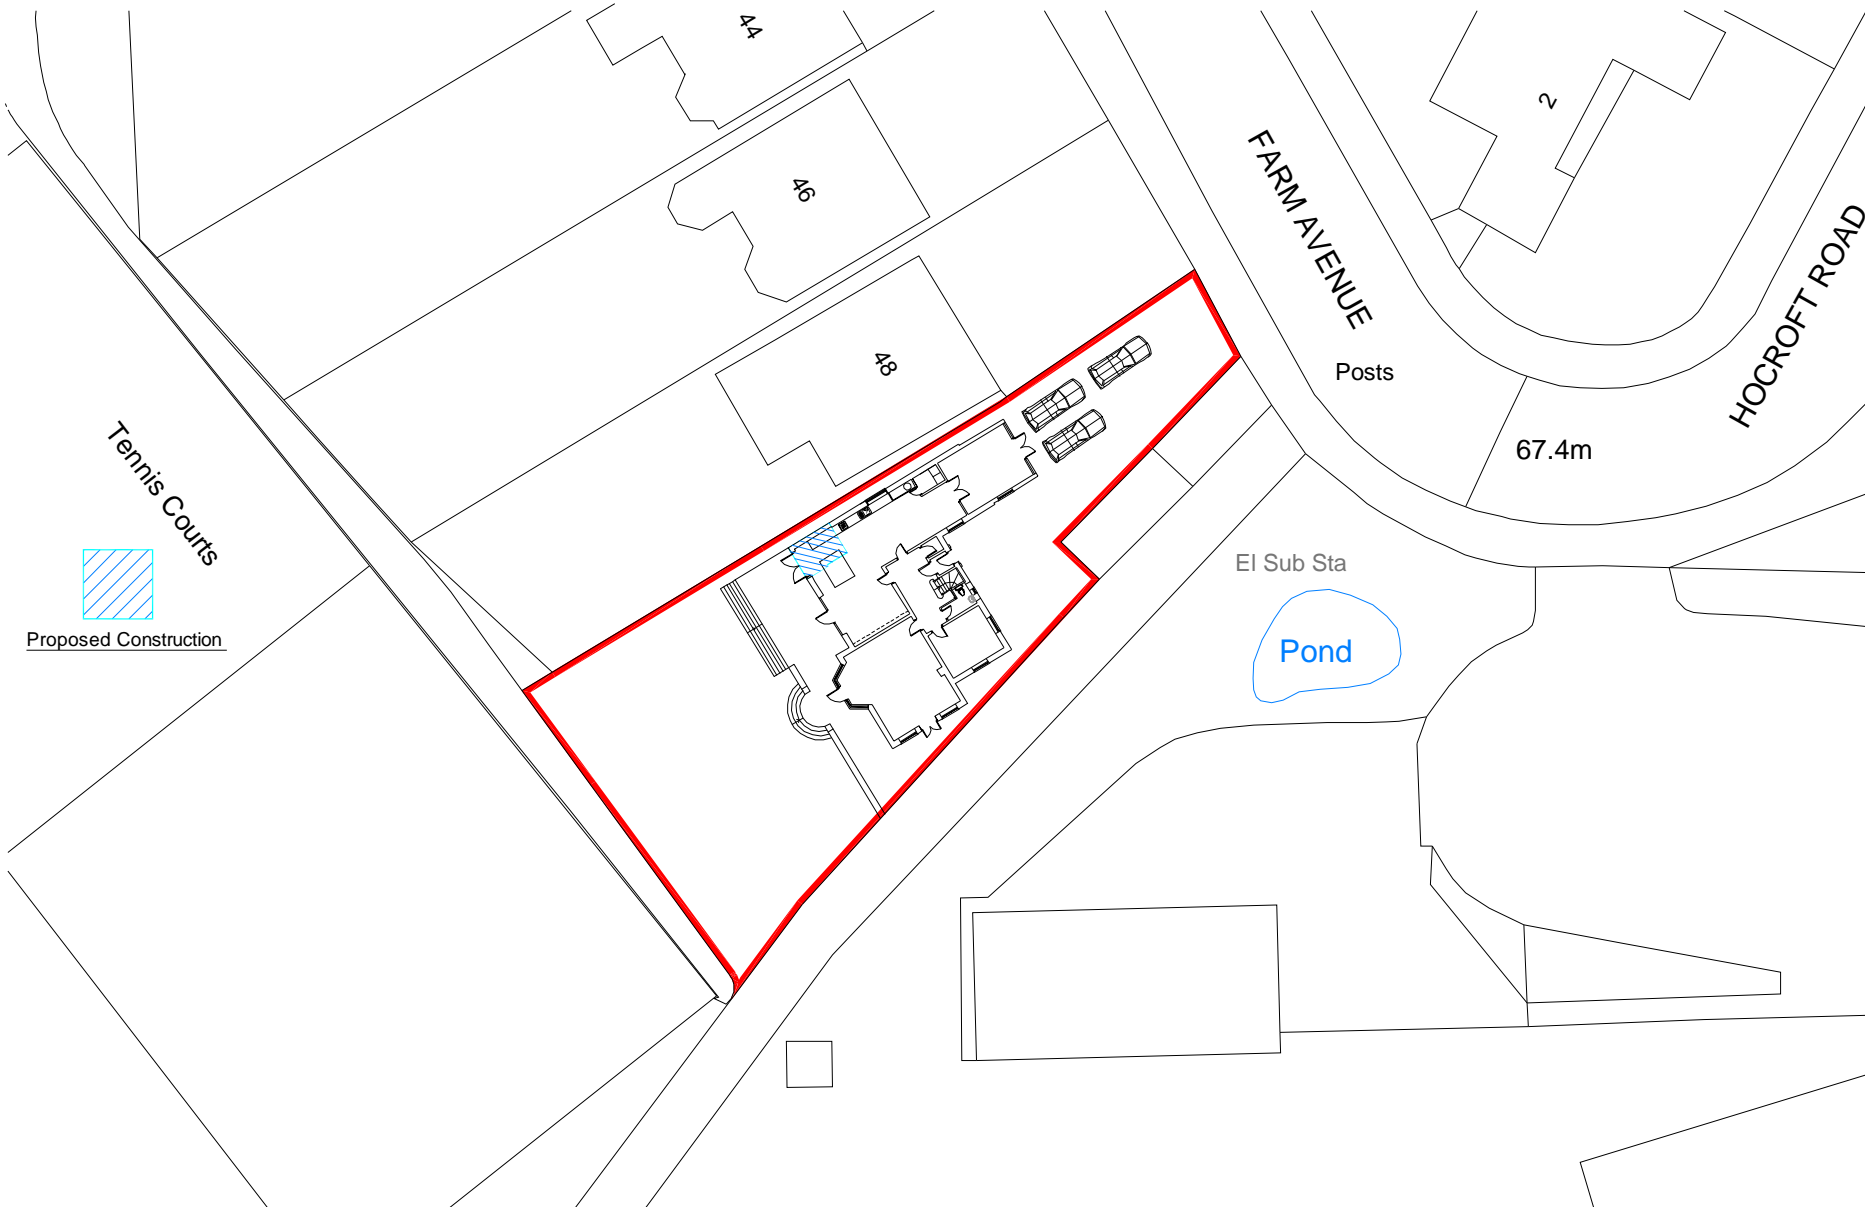 44
2
46
FARM AVENUE
HOCROFT ROAD
48
Posts
67.4m
Tennis Courts
El Sub Sta
Proposed Construction
Pond